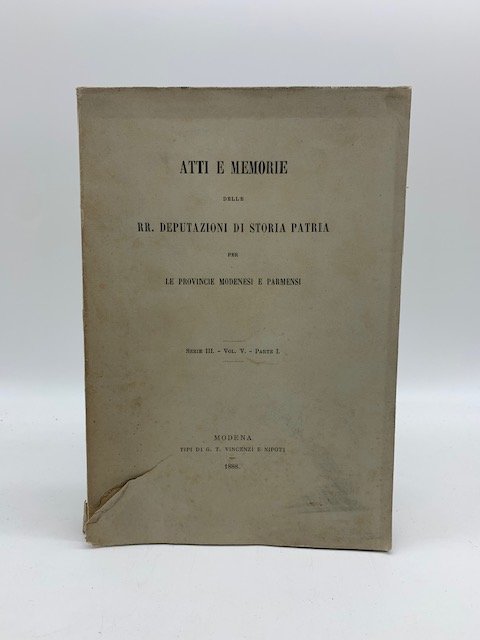 ATTI E MEMORIE
DELLE
RR. DEPUTAZIONI DI STORIA PATRIA
PER
LE PROVINCIE MODENESI E PARMENSI
SERIE III. - VOL. V. - PARTE I.
MODENA
TIPI DI G. T. VINCENZI E NIPOTI
1888.